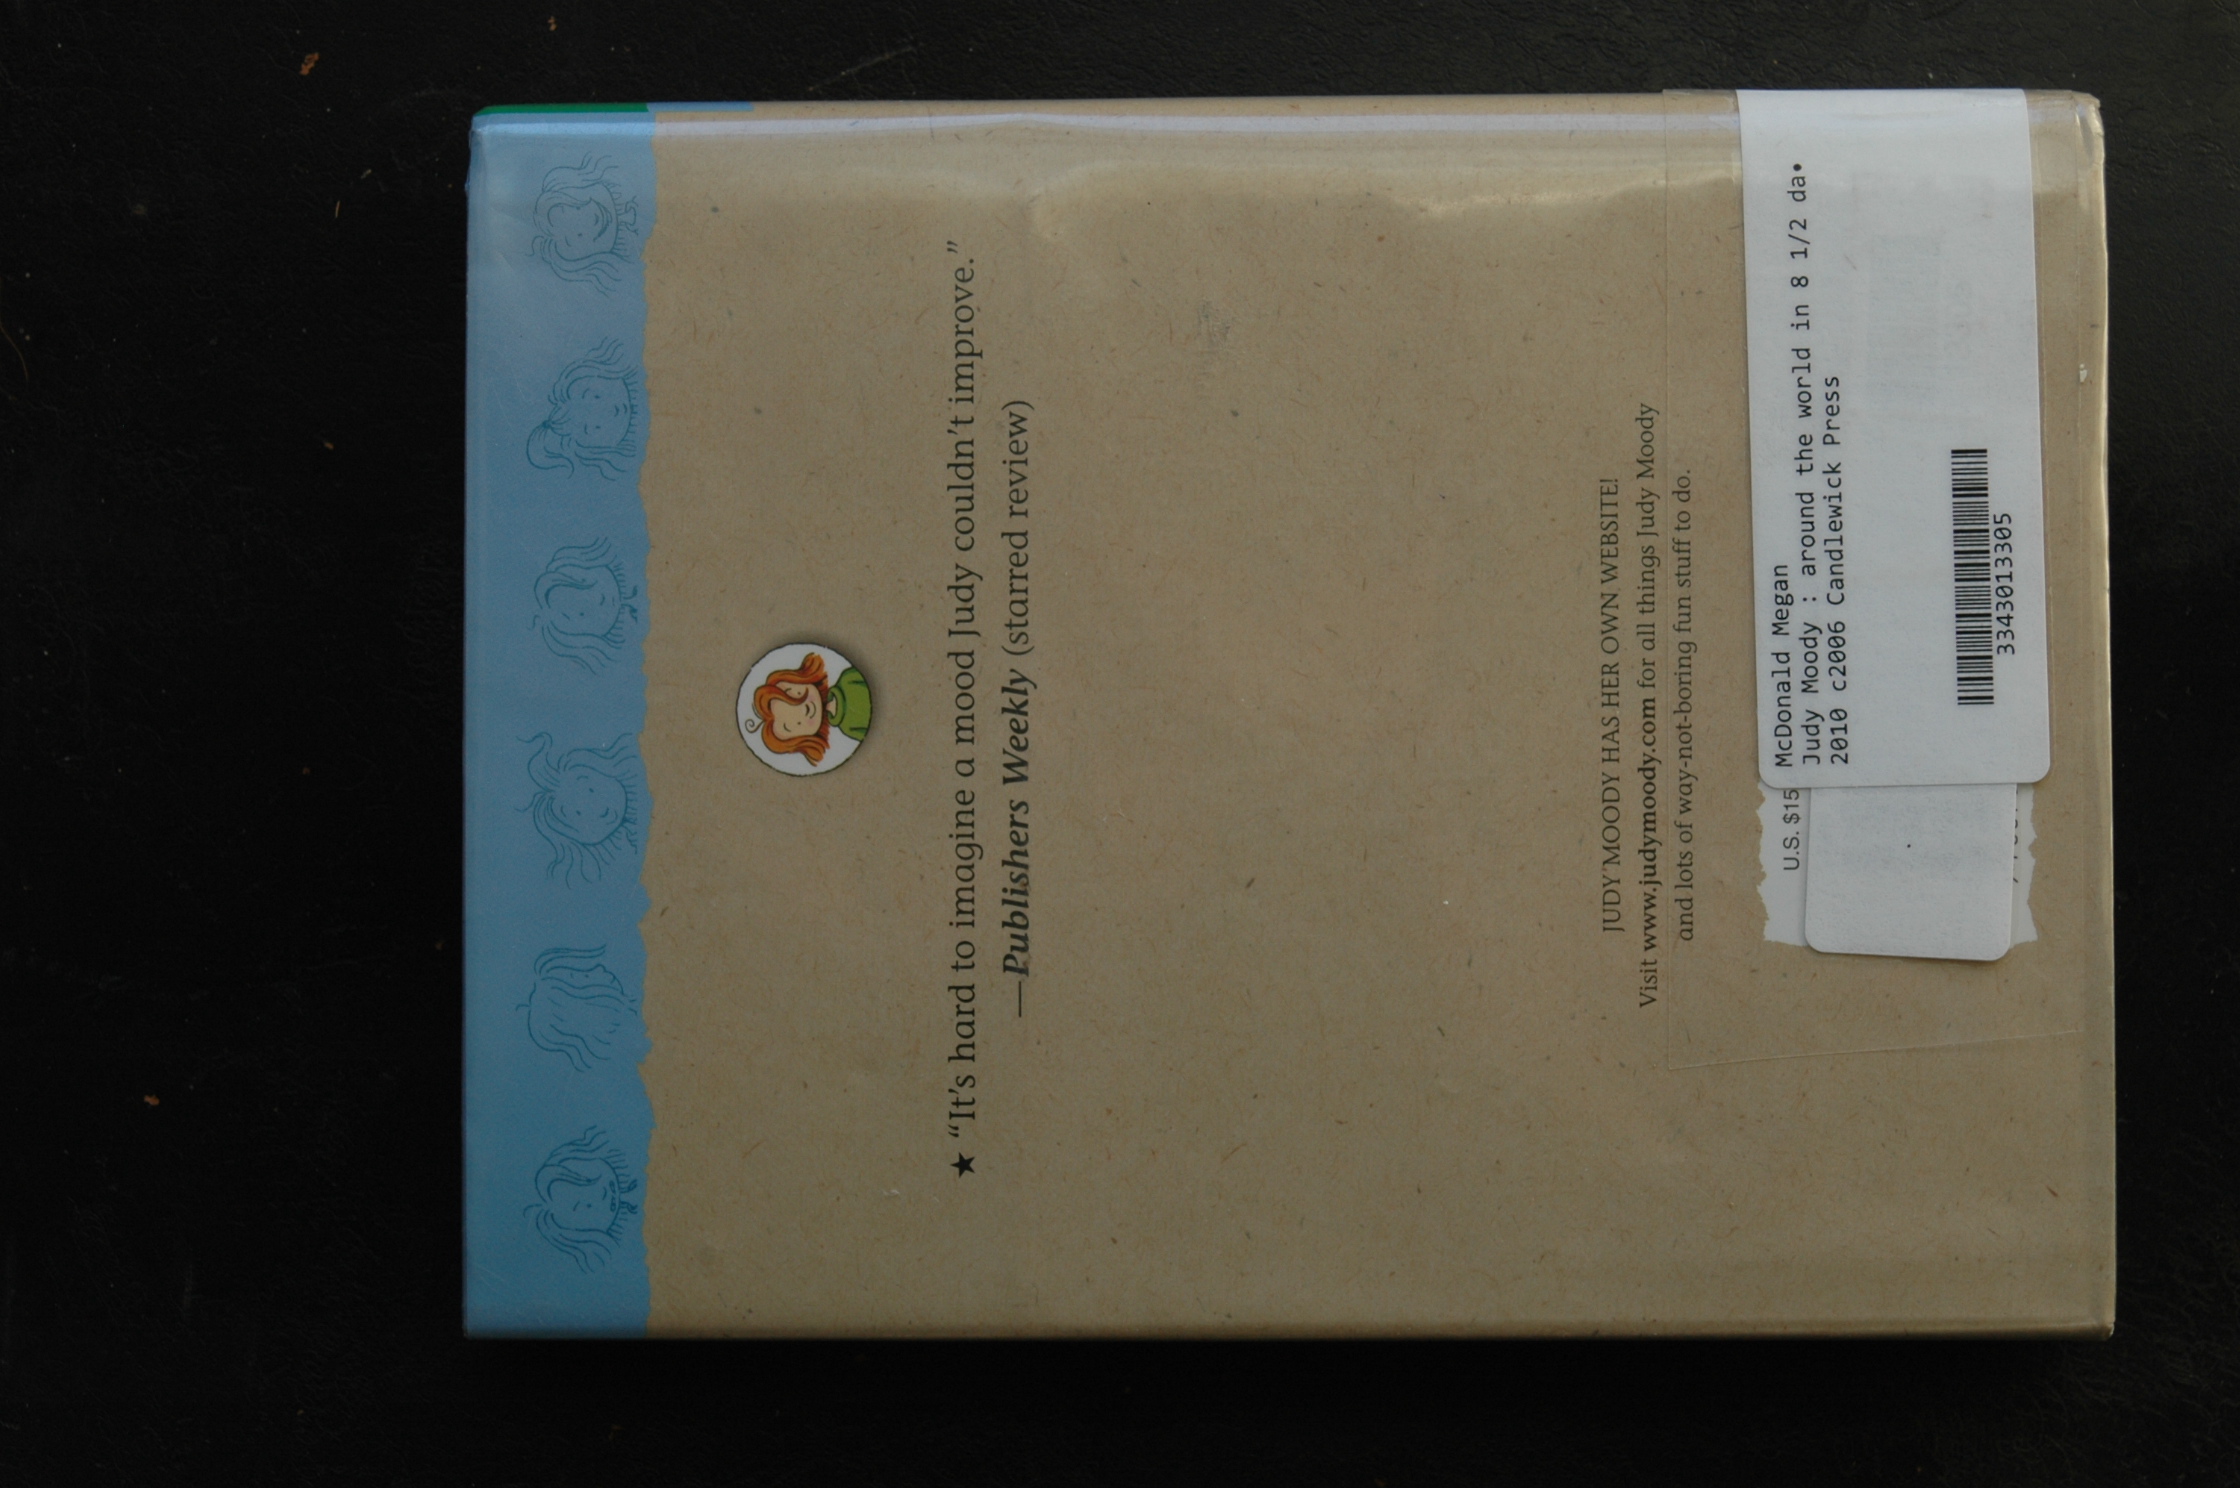 ★ “It's hard to imagine a mood Judy couldn't improve.”
—Publishers Weekly (starred review)
JUDY MOODY HAS HER OWN WEBSITE!
Visit www.judymoody.com for all things Judy Moody
and lots of way-not-boring fun stuff to do.
U.S. $15
McDonald Megan
Judy Moody : around the world in 8 1/2 da•
2010 c2006 Candlewick Press
3343013305